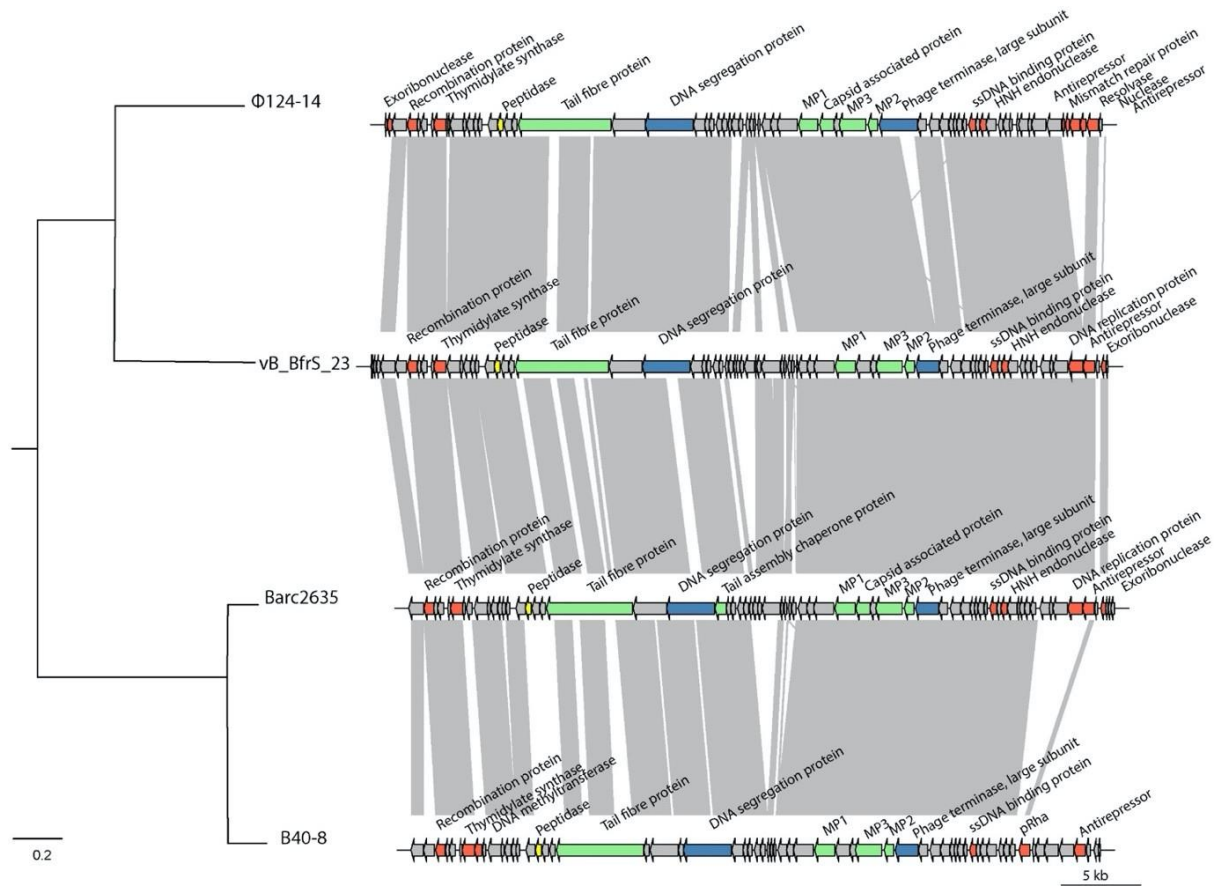 Exoribonuclease
Recombination protein
Thymidylate synthase
Peptidase
Tail fibre protein
DNA segregation protein
MP1
Capsid associated protein
MP3
MP2
Phage terminase, large subunit
ssDNA binding protein
HNH endonuclease
Antirepressor
Mismatch repair protein
Resolvase
Nuclease
Antirepressor
Φ124-14
Recombination protein
Thymidylate synthase
Peptidase
Tail fibre protein
DNA segregation protein
MP1
MP3
MP2
Phage terminase, large subunit
ssDNA binding protein
HNH endonuclease
DNA replication protein
Antirepressor
Exoribonuclease
vB_BfrS_23
Recombination protein
Thymidylate synthase
Peptidase
Tail fibre protein
DNA segregation protein
Tail assembly chaperone protein
MP1
Capsid associated protein
MP3
MP2
Phage terminase, large subunit
ssDNA binding protein
HNH endonuclease
DNA replication protein
Antirepressor
Exoribonuclease
Barc2635
Recombination protein
Thymidylate synthase
DNA methyltransferase
Peptidase
Tail fibre protein
DNA segregation protein
MP1
MP3
MP2
Phage terminase, large subunit
ssDNA binding protein
pRha
Antirepressor
B40-8
0.2
5 kb